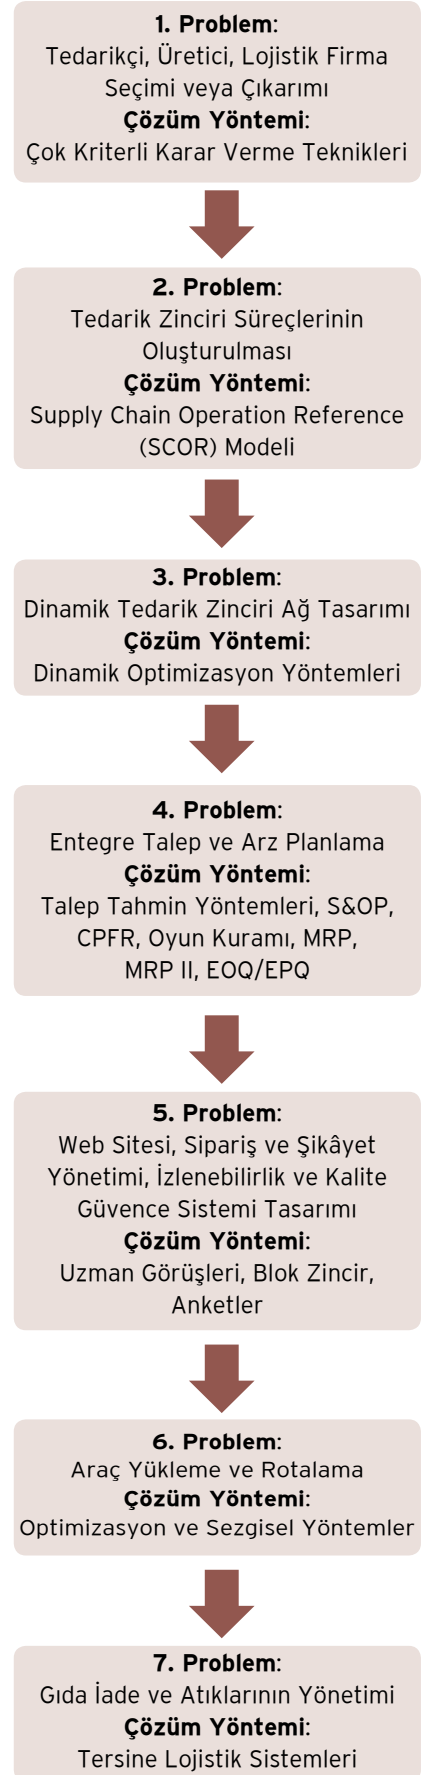 1. Problem:
Tedarikçi, Üretici, Lojistik Firma
Seçimi veya Çıkarımı
Çözüm Yöntemi:
Çok Kriterli Karar Verme Teknikleri
2. Problem:
Tedarik Zinciri Süreçlerinin
Oluşturulması
Çözüm Yöntemi:
Supply Chain Operation Reference
(SCOR) Modeli
3. Problem:
Dinamik Tedarik Zinciri Ağ Tasarımı
Çözüm Yöntemi:
Dinamik Optimizasyon Yöntemleri
4. Problem:
Entegre Talep ve Arz Planlama
Çözüm Yöntemi:
Talep Tahmin Yöntemleri, S&OP,
CPFR, Oyun Kuramı, MRP,
MRP II, EOQ/EPQ
5. Problem:
Web Sitesi, Sipariş ve Şikâyet
Yönetimi, İzlenebilirlik ve Kalite
Güvence Sistemi Tasarımı
Çözüm Yöntemi:
Uzman Görüşleri, Blok Zincir,
Anketler
6. Problem:
Araç Yükleme ve Rotalama
Çözüm Yöntemi:
Optimizasyon ve Sezgisel Yöntemler
7. Problem:
Gıda İade ve Atıklarının Yönetimi
Çözüm Yöntemi:
Tersine Lojistik Sistemleri